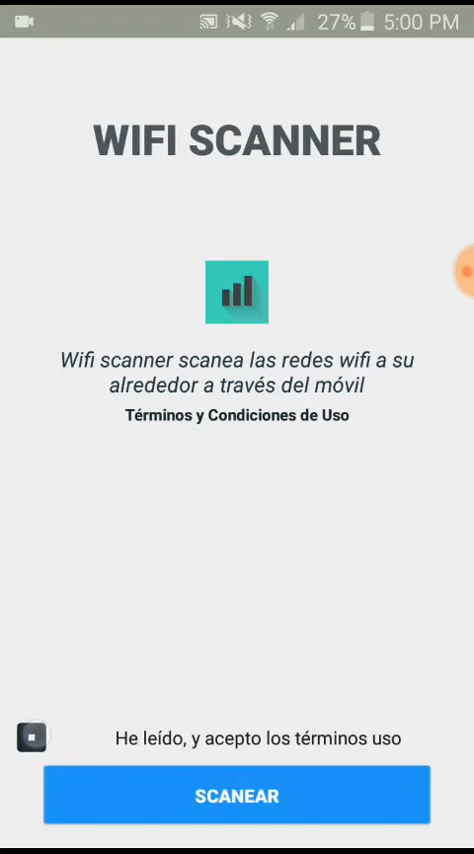 27% 5:00 PM
WIFI SCANNER
Wifi scanner scanea las redes wifi a su
alrededor a través del móvil
Términos y Condiciones de Uso
He leído, y acepto los términos uso
SCANEAR